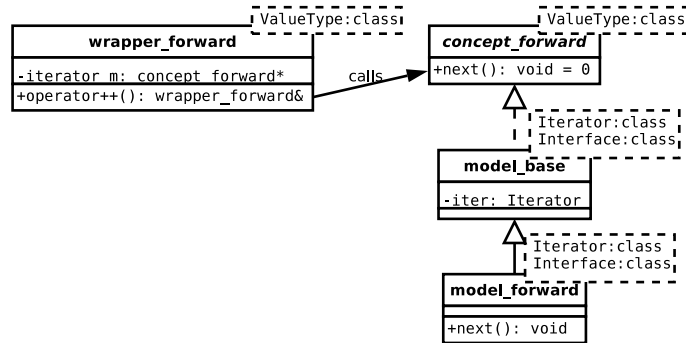 ValueType:class
wrapper_forward
-iterator_m: concept_forward*
+operator++(): wrapper_forward&
calls
ValueType:class
concept_forward
+next(): void = 0
Iterator:class
Interface:class
model_base
-iter: Iterator
Iterator:class
Interface:class
model_forward
+next(): void